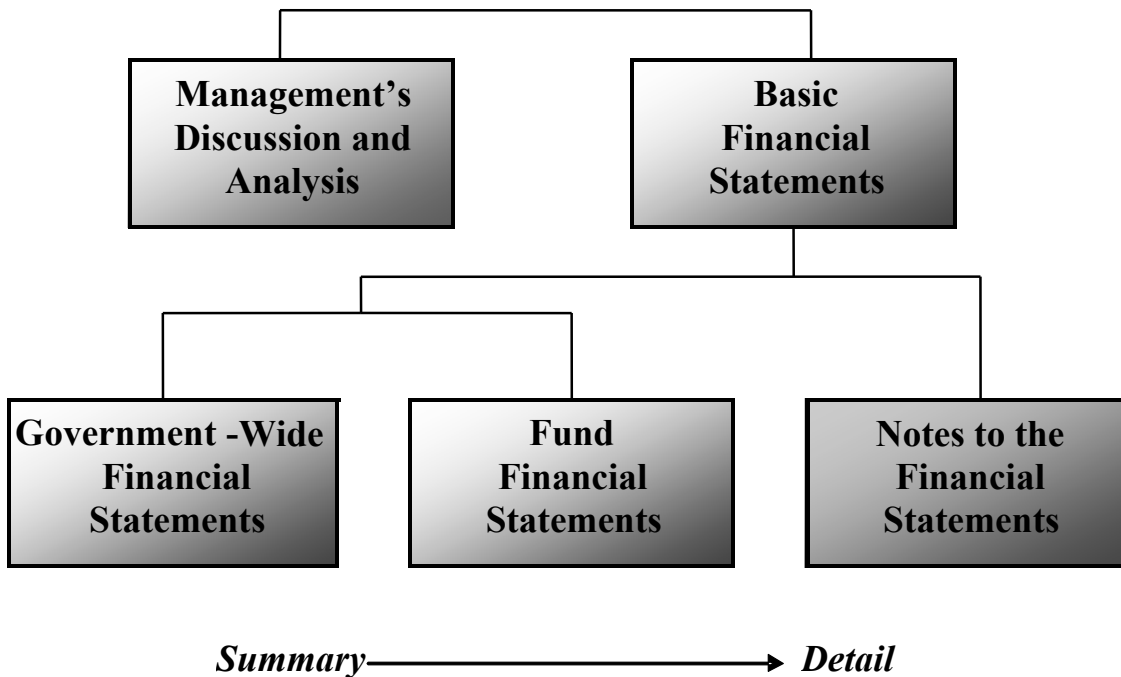 Management’s
Discussion and
Analysis
Basic
Financial
Statements
Government -Wide
Financial
Statements
Fund
Financial
Statements
Notes to the
Financial
Statements
Summary
Detail